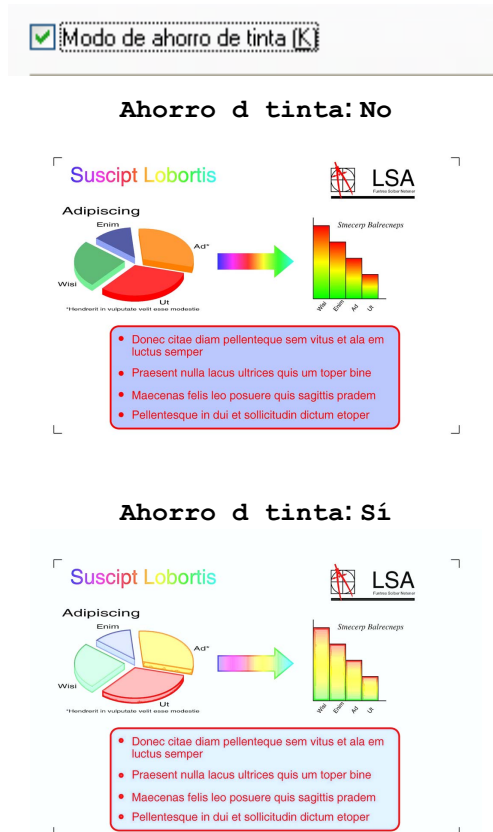 Modo de ahorro de tinta (K)
Ahorro d tinta: No
Suscipt Lobortis
LSA
Adipiscing
Enim
Ad*
Wisi
Ut
*Hendrerit in vulputate velit esse modestie
Smecerp Balrecneps
Wisi
Enim
Ad
Ut
Donec citae diam pellenteque sem vitus et ala em
luctus semper
Praesent nulla lacus ultrices quis um toper bine
Maecenas felis leo posuere quis sagittis pradem
Pellentesque in dui et sollicitudin dictum etoper
Ahorro d tinta: Sí
Suscipt Lobortis
LSA
Adipiscing
Enim
Ad*
Wisi
Ut
*Hendrerit in vulputate velit esse modestie
Smecerp Balrecneps
Wisi
Enim
Ad
Ut
Donec citae diam pellenteque sem vitus et ala em
luctus semper
Praesent nulla lacus ultrices quis um toper bine
Maecenas felis leo posuere quis sagittis pradem
Pellentesque in dui et sollicitudin dictum etoper